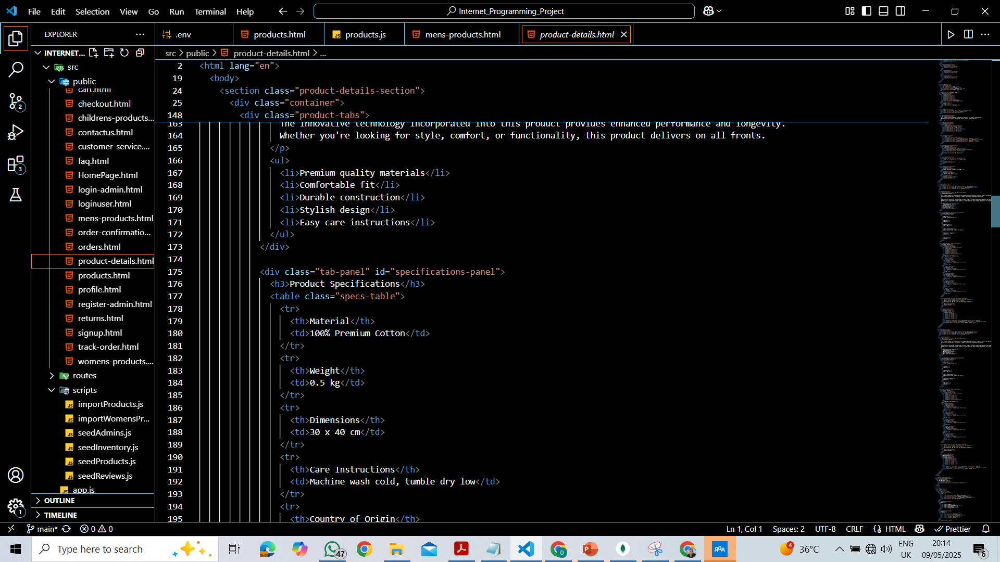 File Edit Selection View Go Run Terminal Help
Internet_Programming_Project
EXPLORER
.env
products.html
products.js
mens-products.html
product-details.html
INTERNET...
src > public > product-details.html > ...
src
public
cart.html
checkout.html
childrens-products...
contactus.html
customer-service....
faq.html
HomePage.html
login-admin.html
loginuser.html
mens-products.html
order-confirmatio...
orders.html
product-details.html
products.html
profile.html
register-admin.html
returns.html
signup.html
track-order.html
womens-products....
routes
scripts
importProducts.js
importWomensPr...
seedAdmins.js
seedInventory.js
seedProducts.js
seedReviews.js
app.js
OUTLINE
TIMELINE
2 <html lang="en">
19 <body>
24 <section class="product-details-section">
25 <div class="container">
148 <div class="product-tabs">
163 The innovative technology incorporated into this product provides enhanced performance and longevity.
164 Whether you're looking for style, comfort, or functionality, this product delivers on all fronts.
165 </p>
166 <ul>
167 <li>Premium quality materials</li>
168 <li>Comfortable fit</li>
169 <li>Durable construction</li>
170 <li>Stylish design</li>
171 <li>Easy care instructions</li>
172 </ul>
173 </div>
174
175 <div class="tab-panel" id="specifications-panel">
176 <h3>Product Specifications</h3>
177 <table class="specs-table">
178 <tr>
179 <th>Material</th>
180 <td>100% Premium Cotton</td>
181 </tr>
182 <tr>
183 <th>Weight</th>
184 <td>0.5 kg</td>
185 </tr>
186 <tr>
187 <th>Dimensions</th>
188 <td>30 x 40 cm</td>
189 </tr>
190 <tr>
191 <th>Care Instructions</th>
192 <td>Machine wash cold, tumble dry low</td>
193 </tr>
194 <tr>
195 <th>Country of Origin</th>
2
3
1
main* 0 0
Ln 1, Col 1 Spaces: 2 UTF-8 CRLF HTML Prettier
Type here to search
47
4
36°C
ENG
UK
20:14
09/05/2025
6